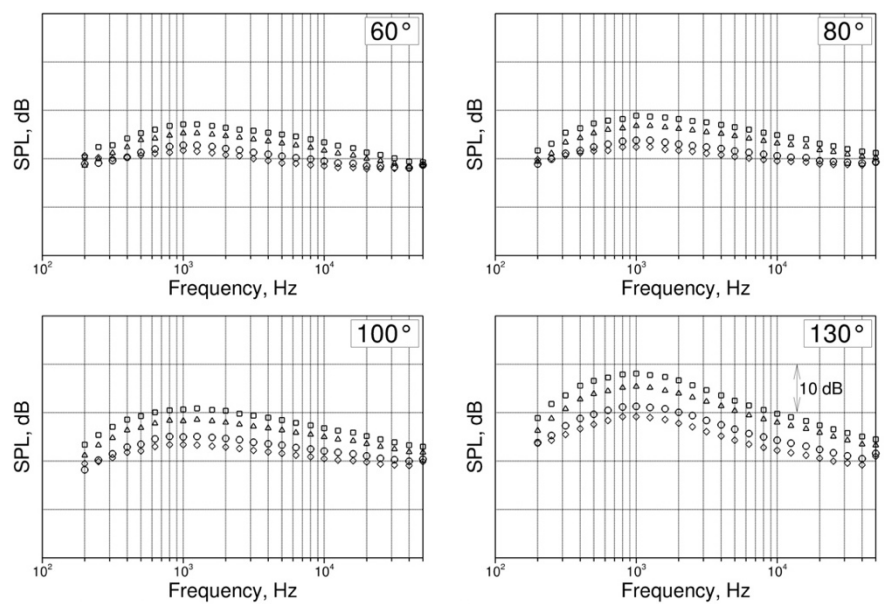 60°
SPL, dB
10² 10³ 10⁴
Frequency, Hz
80°
SPL, dB
10² 10³ 10⁴
Frequency, Hz
100°
SPL, dB
10² 10³ 10⁴
Frequency, Hz
130°
10 dB
SPL, dB
10² 10³ 10⁴
Frequency, Hz